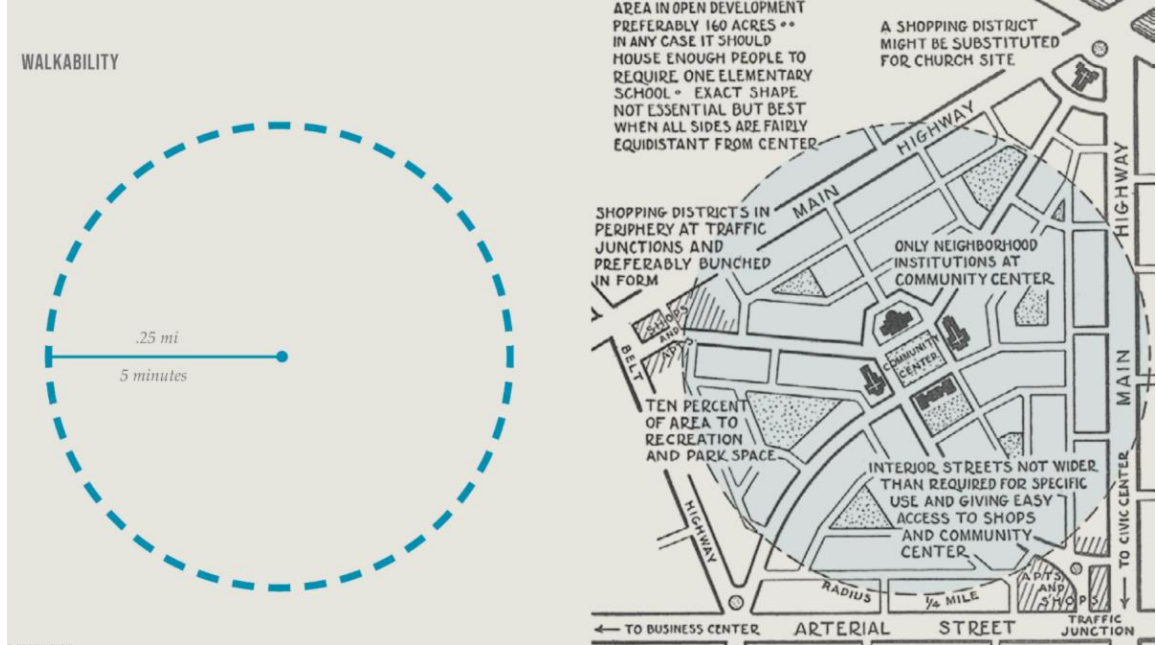 WALKABILITY
.25 mi
5 minutes
AREA IN OPEN DEVELOPMENT
PREFERABLY 160 ACRES • •
IN ANY CASE IT SHOULD
HOUSE ENOUGH PEOPLE TO
REQUIRE ONE ELEMENTARY
SCHOOL • EXACT SHAPE
NOT ESSENTIAL BUT BEST
WHEN ALL SIDES ARE FAIRLY
EQUIDISTANT FROM CENTER
A SHOPPING DISTRICT
MIGHT BE SUBSTITUTED
FOR CHURCH SITE
MAIN HIGHWAY
HIGHWAY
MAIN
SHOPPING DISTRICTS IN
PERIPHERY AT TRAFFIC
JUNCTIONS AND
PREFERABLY BUNCHED
IN FORM
ONLY NEIGHBORHOOD
INSTITUTIONS AT
COMMUNITY CENTER
SHOPS
AND
APTS
BELT
COMMUNITY
CENTER
TEN PERCENT
OF AREA TO
RECREATION
AND PARK SPACE
INTERIOR STREETS NOT WIDER
THAN REQUIRED FOR SPECIFIC
USE AND GIVING EASY
ACCESS TO SHOPS
AND COMMUNITY
CENTER
HIGHWAY
TO CIVIC CENTER
RADIUS 1/4 MILE
APTS
AND
SHOPS
← TO BUSINESS CENTER
ARTERIAL STREET
TRAFFIC
JUNCTION